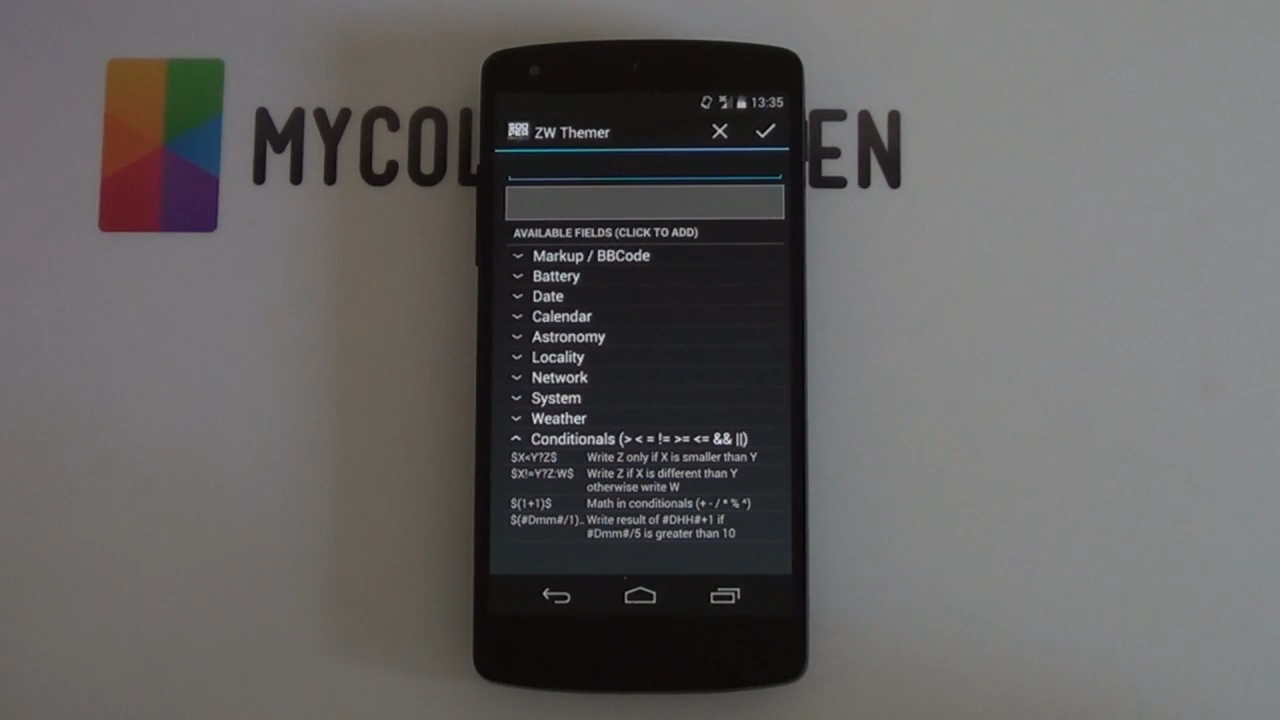 MYCOL
EN
13:35
ZW Themer
AVAILABLE FIELDS (CLICK TO ADD)
Markup / BBCode
Battery
Date
Calendar
Astronomy
Locality
Network
System
Weather
Conditionals (> < = != >= <= && ||)
$X<Y?Z$ Write Z only if X is smaller than Y
$X!=Y?Z:W$ Write Z if X is different than Y
otherwise write W
$(1+1)$ Math in conditionals (+ - / * % ^)
$(#Dmm#/1).. Write result of #DHH#+1 if
#Dmm#/5 is greater than 10